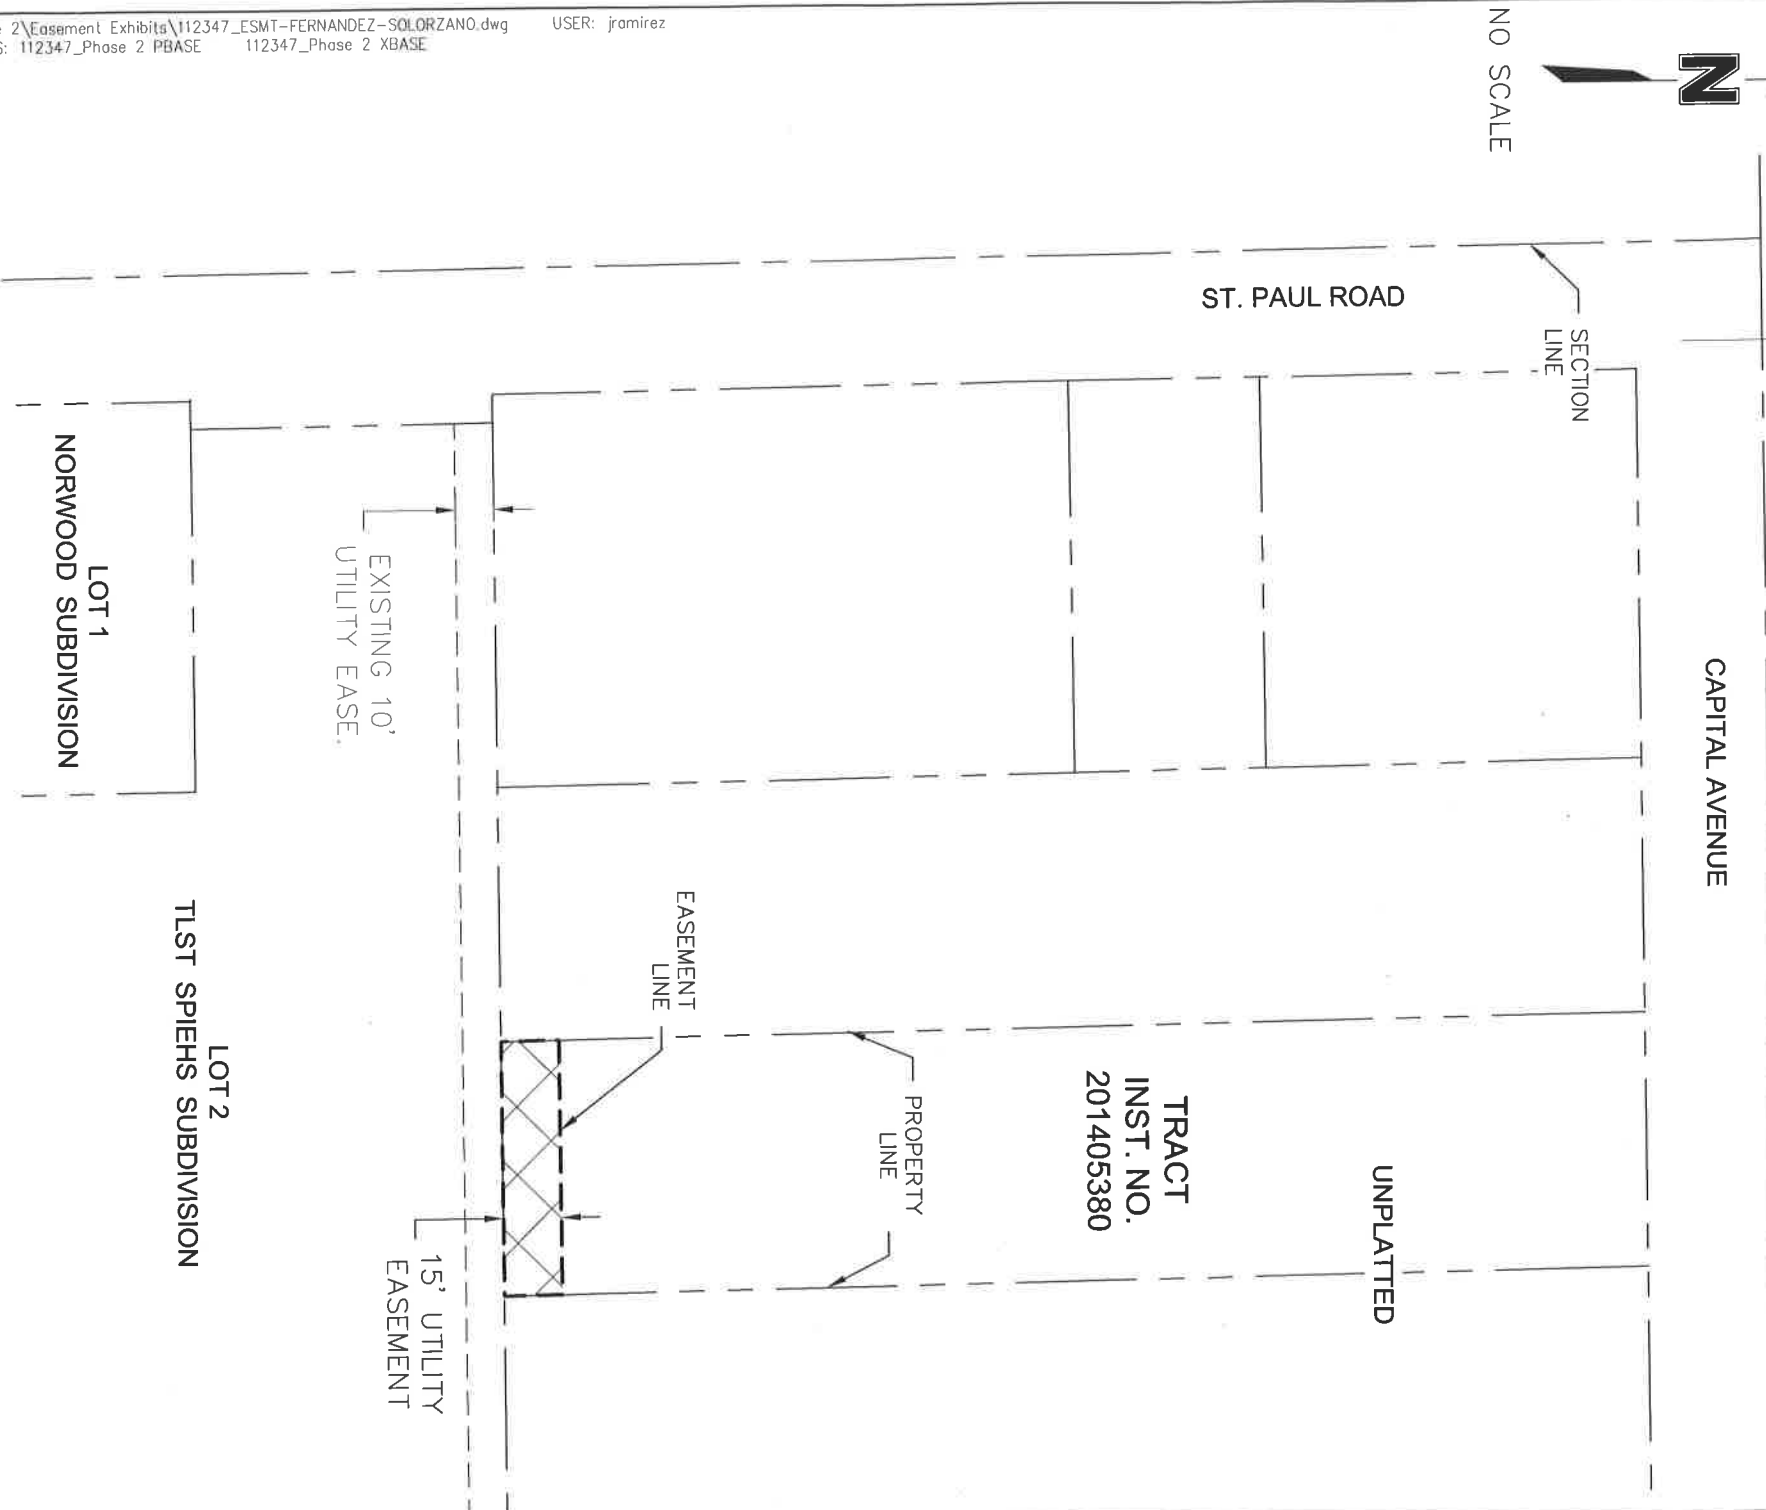 2\Easement Exhibits\112347_ESMT-FERNANDEZ-SOLORZANO.dwg USER: jramirez
112347_Phase 2 PBASE 112347_Phase 2 XBASE
NO SCALE
N
ST. PAUL ROAD
SECTION
LINE
CAPITAL AVENUE
LOT 1
NORWOOD SUBDIVISION
EXISTING 10'
UTILITY EASE.
EASEMENT
LINE
LOT 2
TLST SPIEHS SUBDIVISION
PROPERTY
LINE
TRACT
INST. NO.
201405380
UNPLATTED
15' UTILITY
EASEMENT